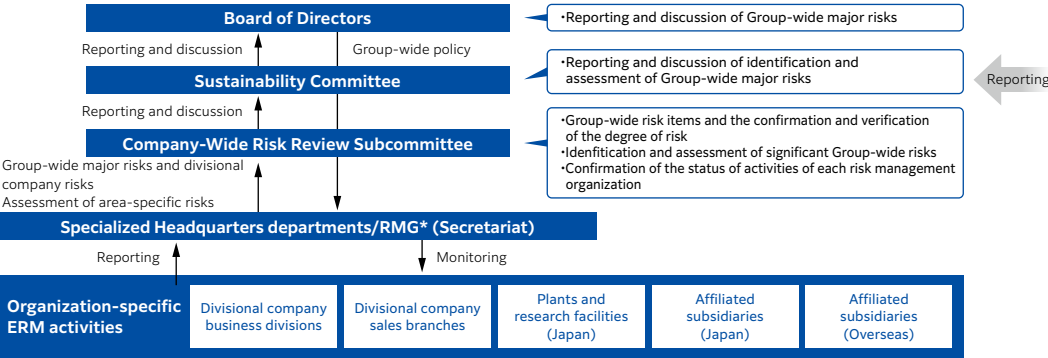 Board of Directors
・Reporting and discussion of Group-wide major risks
Reporting and discussion
Group-wide policy
Sustainability Committee
・Reporting and discussion of identification and
assessment of Group-wide major risks
Reporting
Reporting and discussion
Company-Wide Risk Review Subcommittee
・Group-wide risk items and the confirmation and verification
of the degree of risk
・Idenfitication and assessment of significant Group-wide risks
・Confirmation of the status of activities of each risk management
organization
Group-wide major risks and divisional
company risks
Assessment of area-specific risks
Specialized Headquarters departments/RMG* (Secretariat)
Reporting
Monitoring
Organization-specific
ERM activities
Divisional company
business divisions
Divisional company
sales branches
Plants and
research facilities
(Japan)
Affiliated
subsidiaries
(Japan)
Affiliated
subsidiaries
(Overseas)